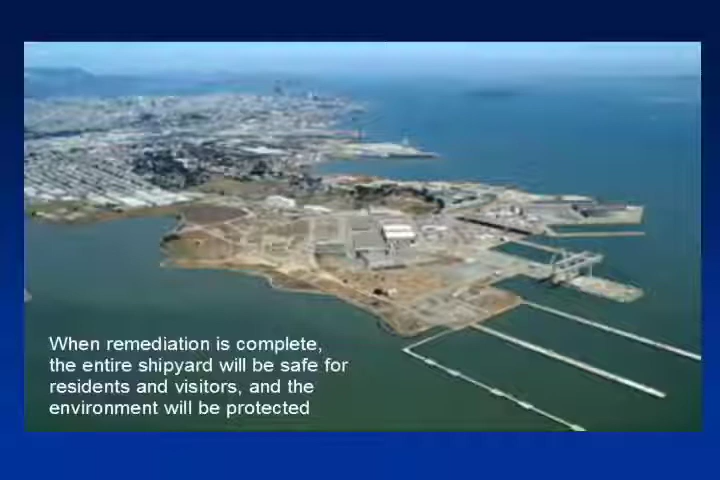 When remediation is complete,
the entire shipyard will be safe for
residents and visitors, and the
environment will be protected